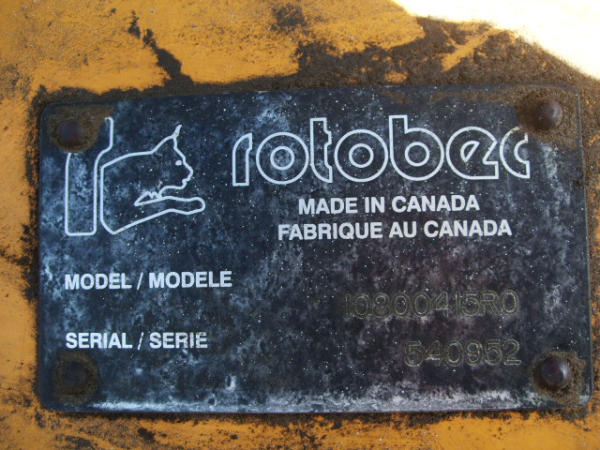 rotobec
MADE IN CANADA
FABRIQUE AU CANADA
MODEL / MODELE 10800415R0
SERIAL / SERIE 540952